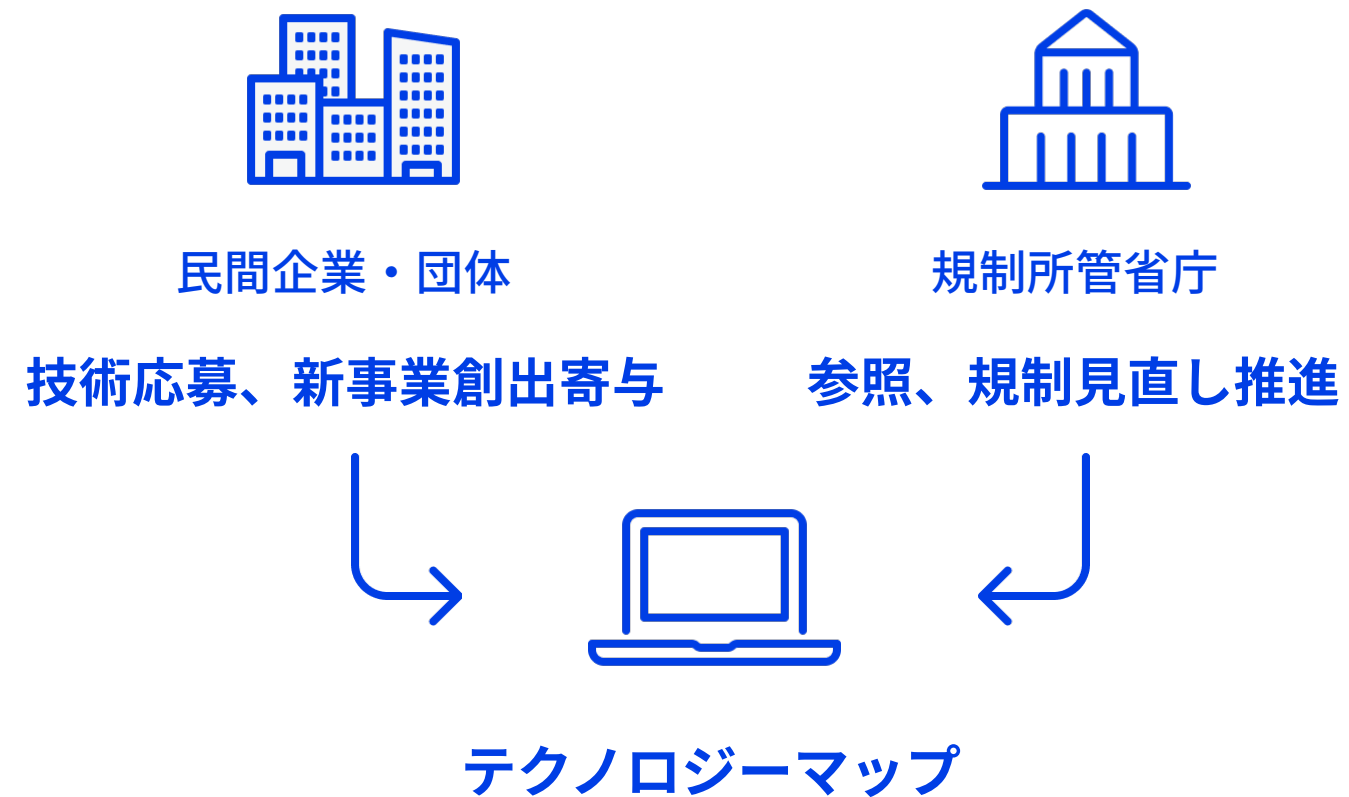 民間企業・団体
技術応募、新事業創出寄与
規制所管省庁
参照、規制見直し推進
テクノロジーマップ